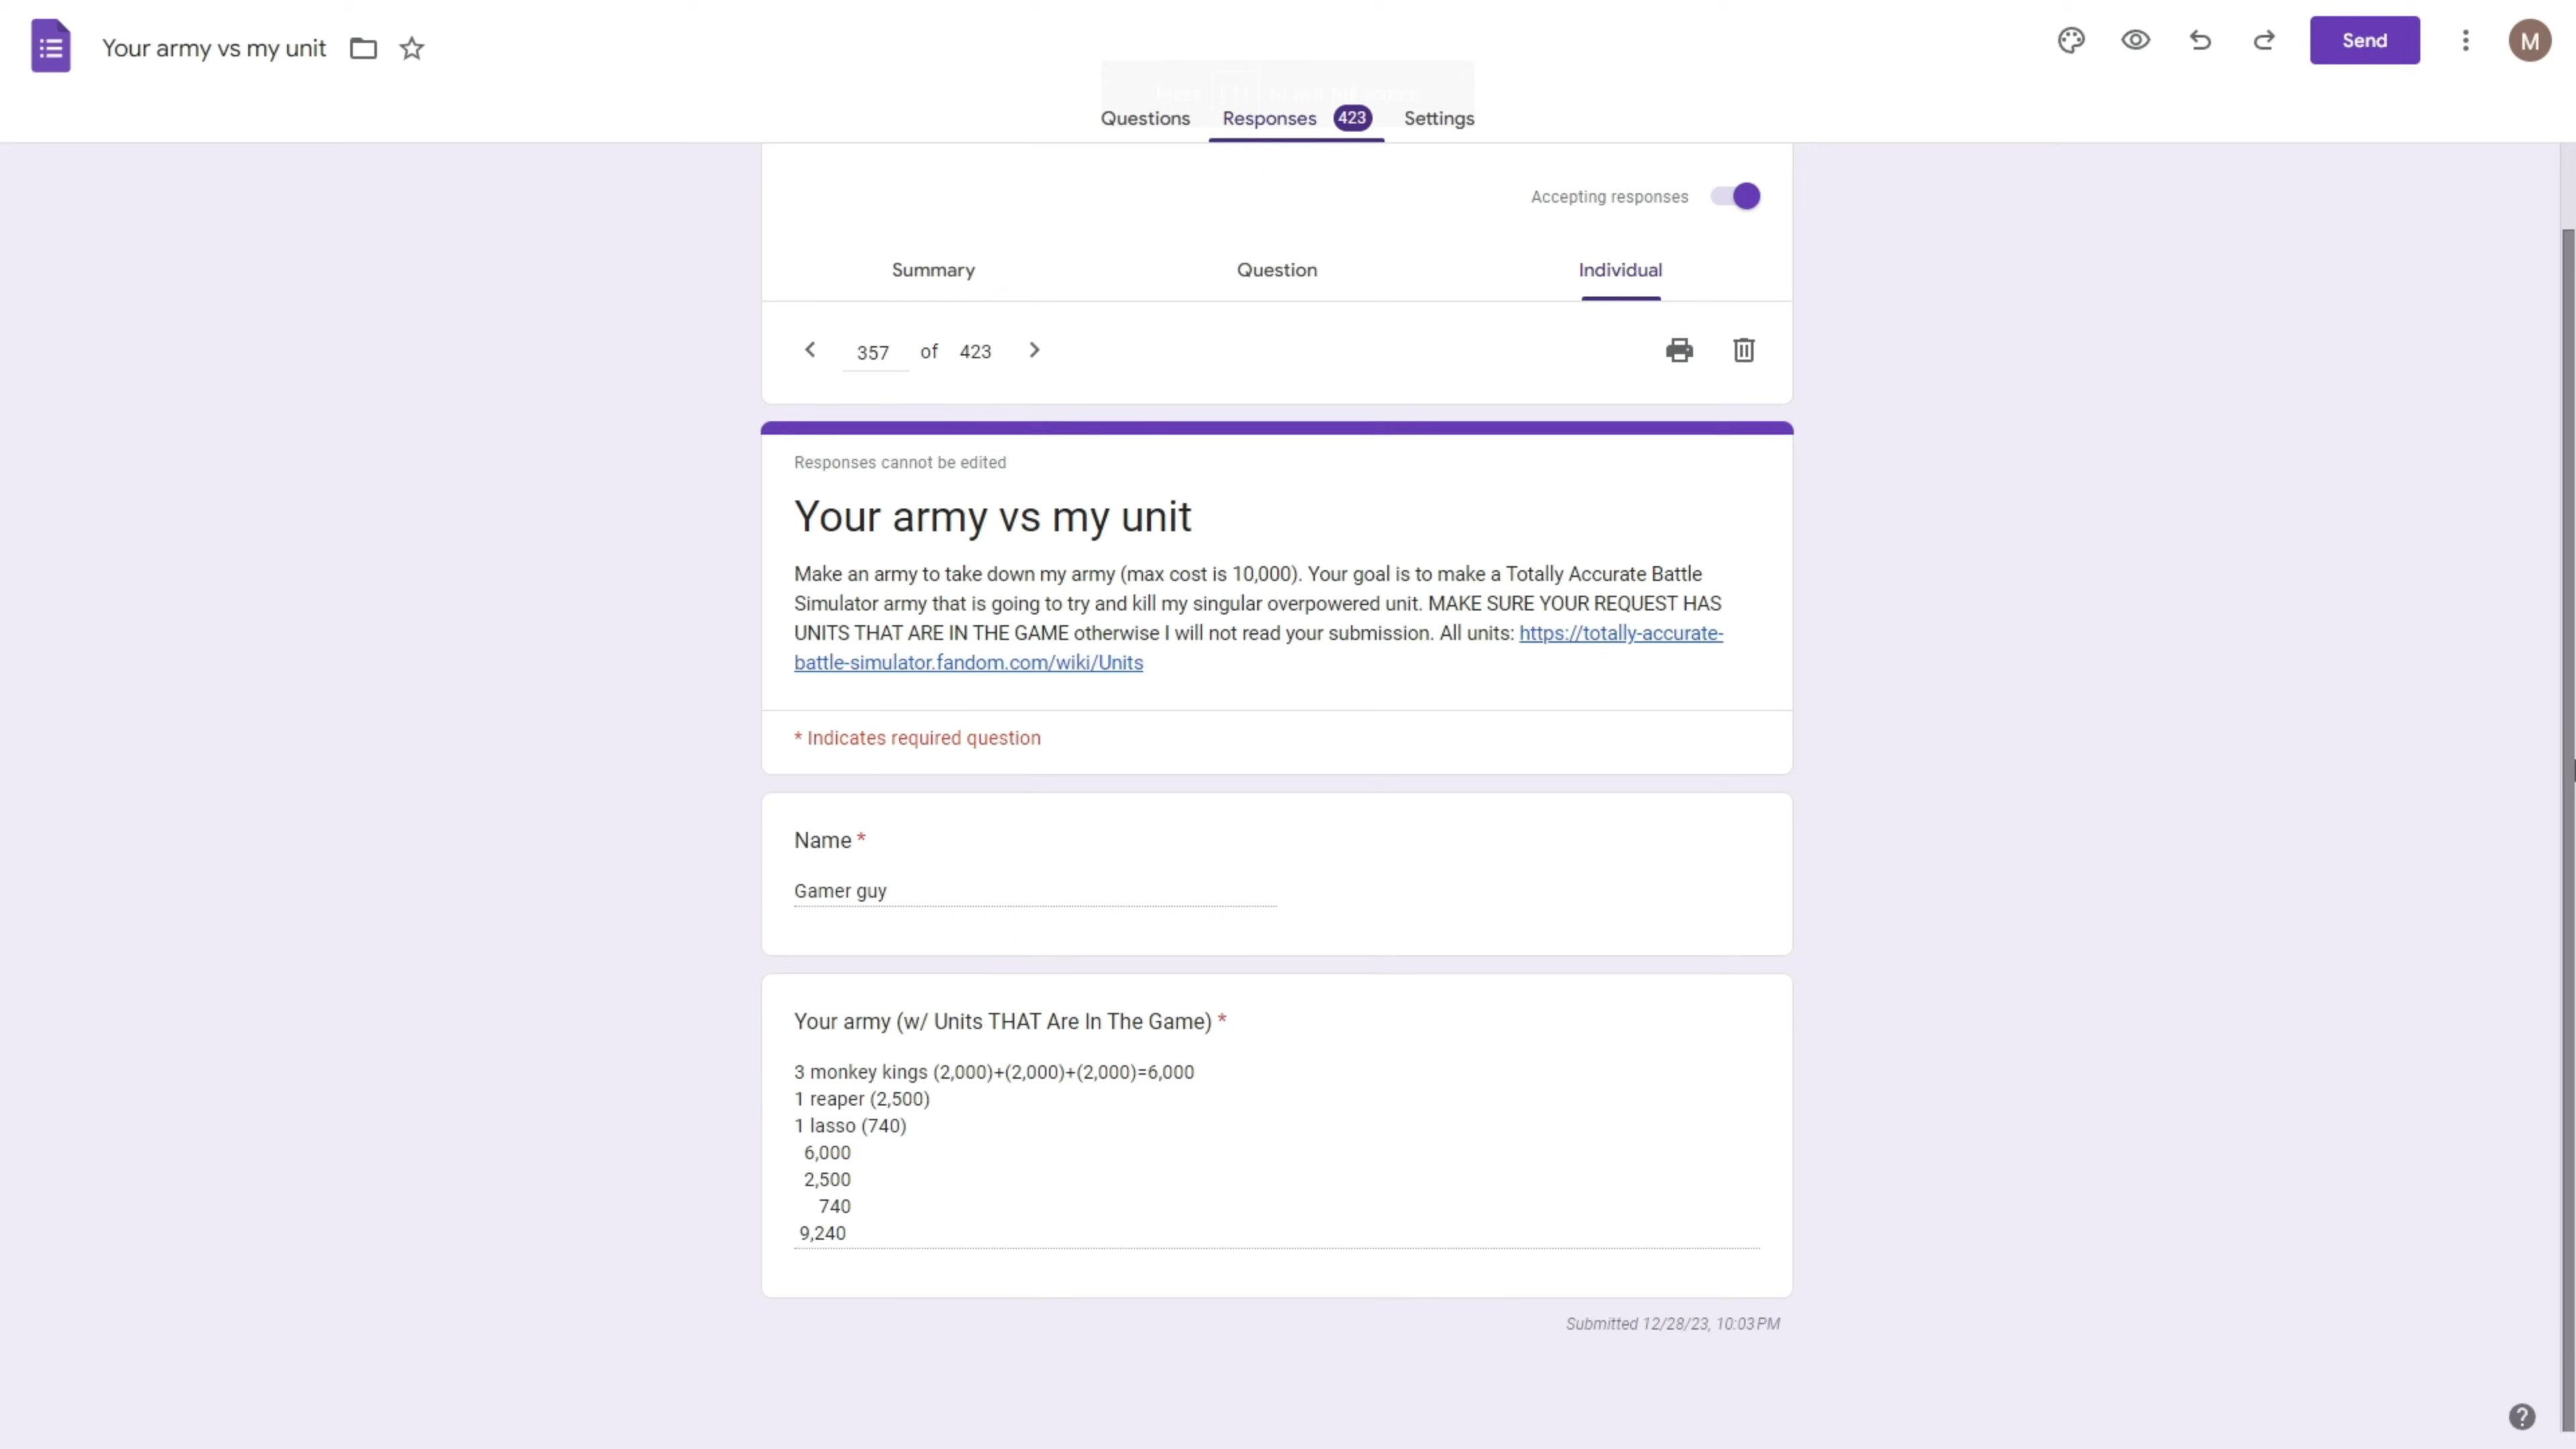 Your army vs my unit
Send
M
Questions
Responses 423
Settings
Accepting responses
Summary
Question
Individual
357 of 423
Responses cannot be edited
Your army vs my unit
Make an army to take down my army (max cost is 10,000). Your goal is to make a Totally Accurate Battle
Simulator army that is going to try and kill my singular overpowered unit. MAKE SURE YOUR REQUEST HAS
UNITS THAT ARE IN THE GAME otherwise I will not read your submission. All units: https://totally-accurate-
battle-simulator.fandom.com/wiki/Units
* Indicates required question
Name *
Gamer guy
Your army (w/ Units THAT Are In The Game) *
3 monkey kings (2,000)+(2,000)+(2,000)=6,000
1 reaper (2,500)
1 lasso (740)
6,000
2,500
740
9,240
Submitted 12/28/23, 10:03 PM
?